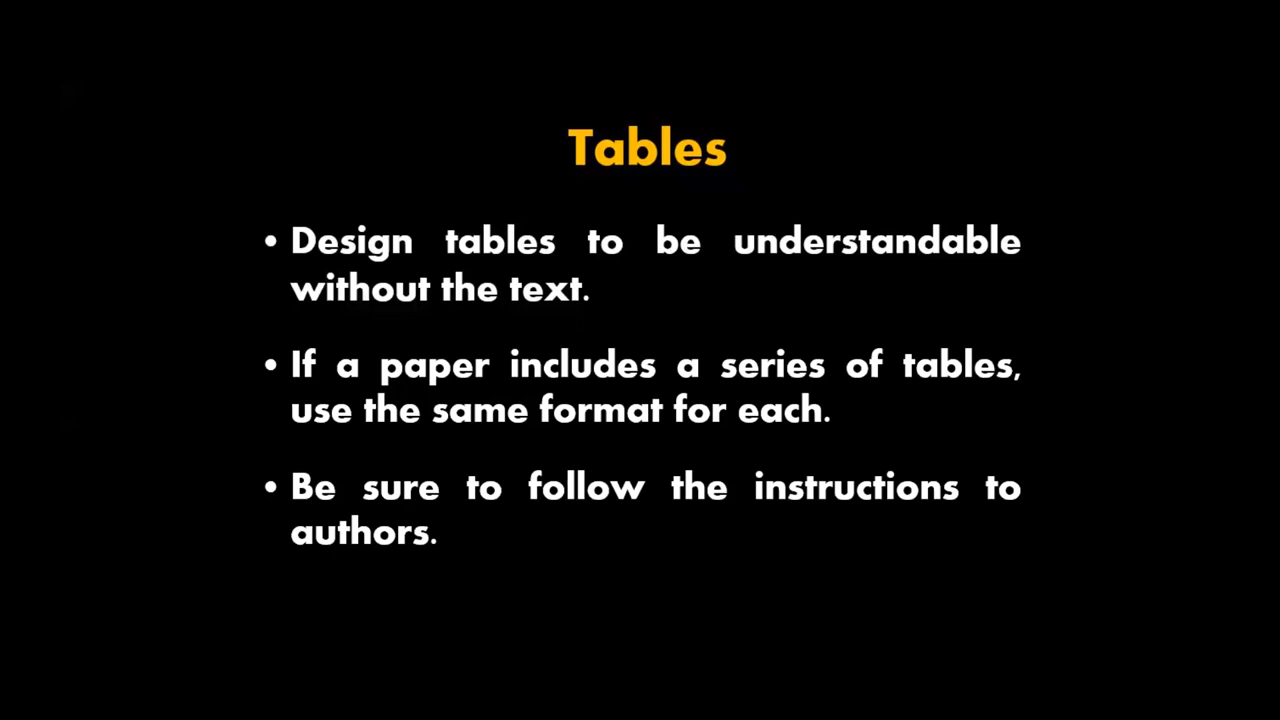 Tables
• Design tables to be understandable
without the text.
• If a paper includes a series of tables,
use the same format for each.
• Be sure to follow the instructions to
authors.